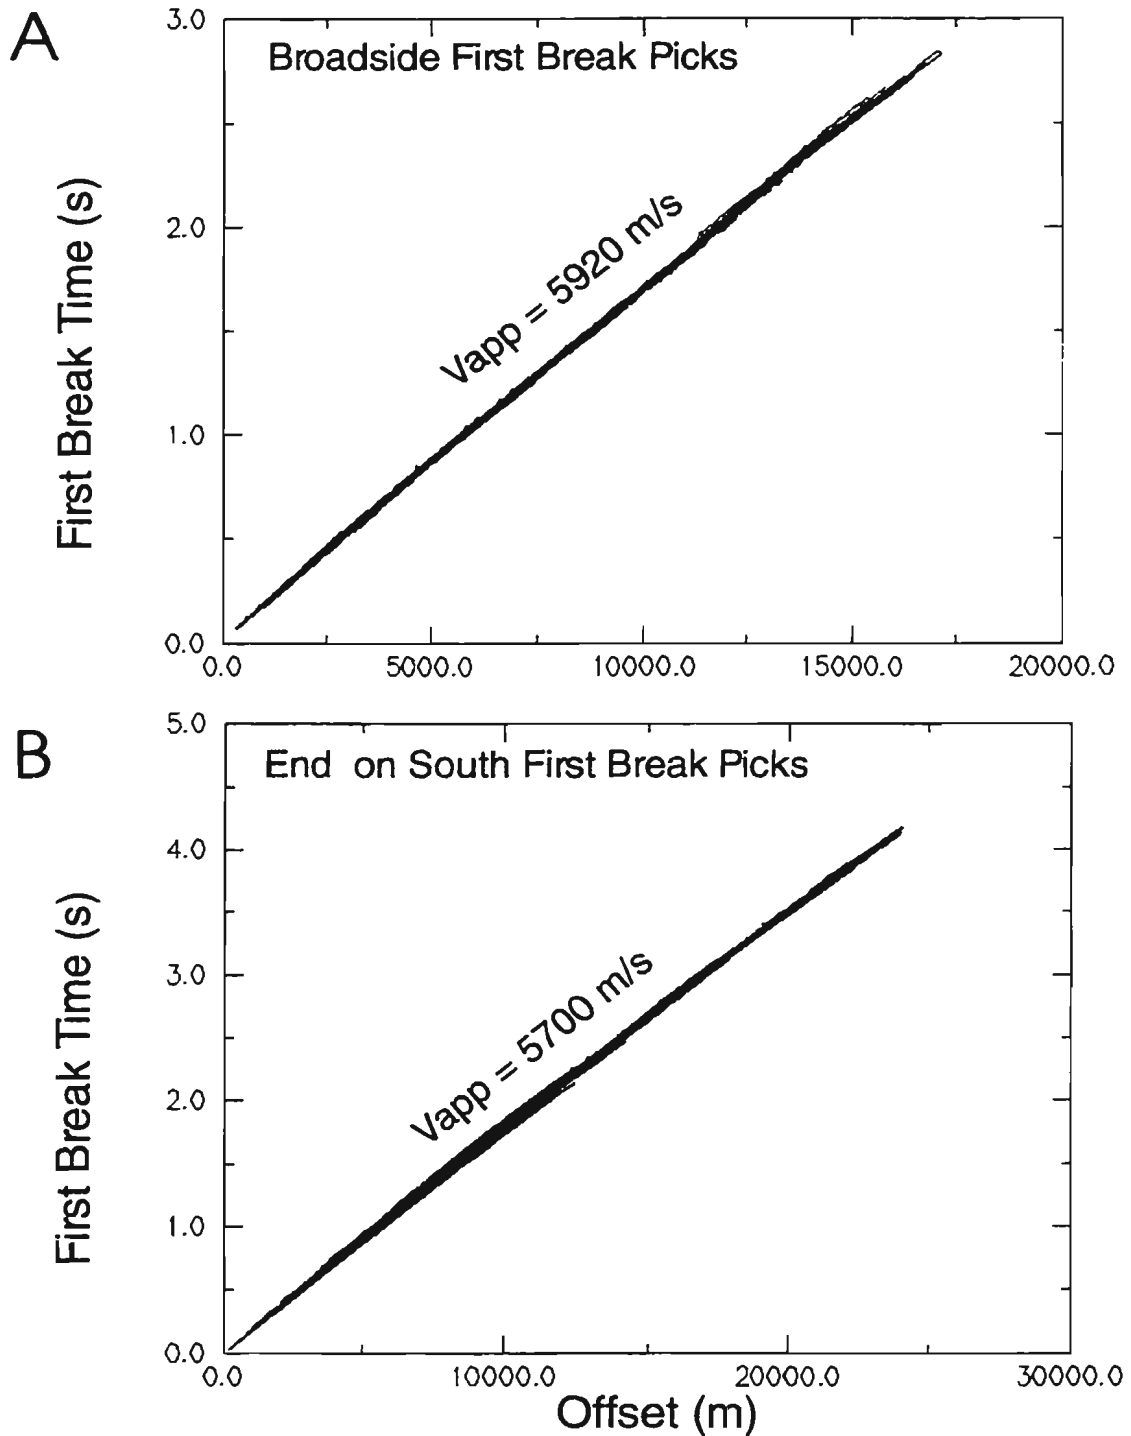 A
Broadside First Break Picks
3.0
2.0
1.0
0.0
First Break Time (s)
Vapp = 5920 m/s
0.0 5000.0 10000.0 15000.0 20000.0
B
End on South First Break Picks
5.0
4.0
3.0
2.0
1.0
0.0
First Break Time (s)
Vapp = 5700 m/s
0.0 10000.0 20000.0 30000.0
Offset (m)